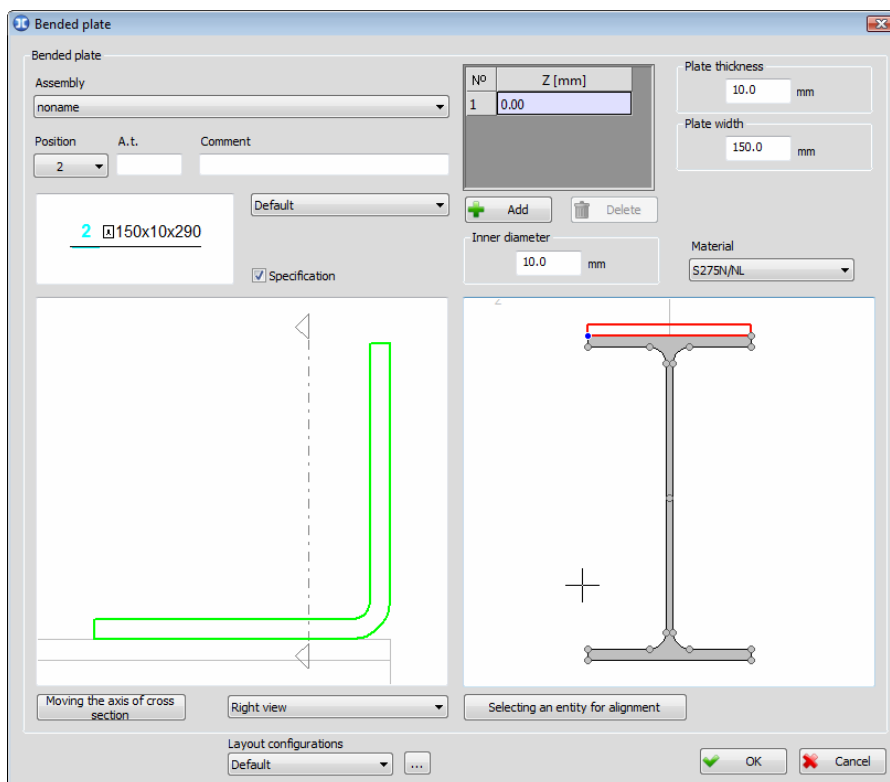 Bended plate
Bended plate
Assembly
noname
Position A.t. Comment
2
2 150x10x290
Default
Specification
Nº Z [mm]
1 0.00
Add Delete
Inner diameter
10.0 mm
Plate thickness
10.0 mm
Plate width
150.0 mm
Material
S275N/NL
Z
Moving the axis of cross
section
Right view
Selecting an entity for alignment
Layout configurations
Default
...
OK Cancel